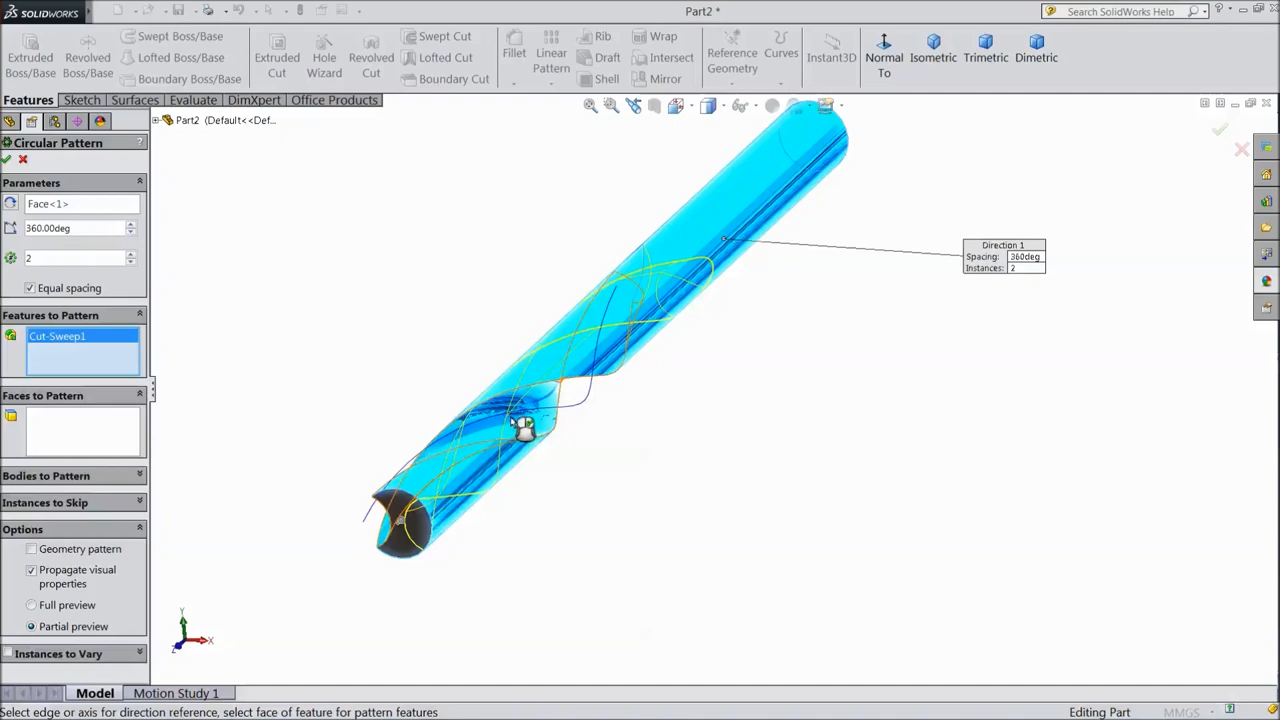 SOLIDWORKS
Part2 *
Search SolidWorks Help
Extruded Boss/Base
Revolved Boss/Base
Swept Boss/Base
Lofted Boss/Base
Boundary Boss/Base
Extruded Cut
Hole Wizard
Revolved Cut
Swept Cut
Lofted Cut
Boundary Cut
Fillet
Linear Pattern
Rib
Draft
Shell
Wrap
Intersect
Mirror
Reference Geometry
Curves
Instant3D
Normal To
Isometric
Trimetric
Dimetric
Features
Sketch
Surfaces
Evaluate
DimXpert
Office Products
Part2 (Default<<Def...
Circular Pattern
?
Parameters
Face<1>
360.00deg
2
Equal spacing
Features to Pattern
Cut-Sweep1
Faces to Pattern
Bodies to Pattern
Instances to Skip
Options
Geometry pattern
Propagate visual
properties
Full preview
Partial preview
Instances to Vary
Direction 1
Spacing: 360deg
Instances: 2
Y
X
Z
Model
Motion Study 1
Select edge or axis for direction reference, select face of feature for pattern features
Editing Part
MMGS